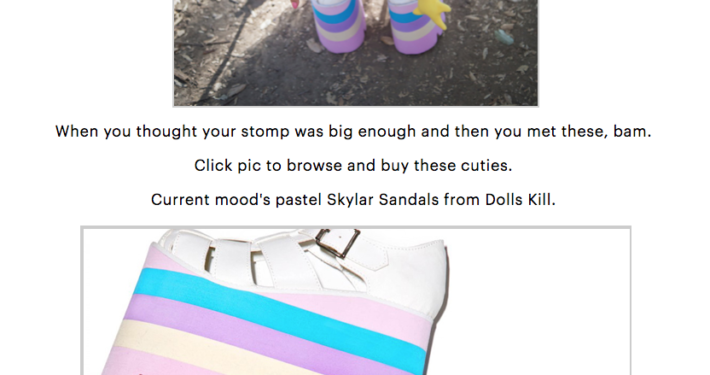 When you thought your stomp was big enough and then you met these, bam.
Click pic to browse and buy these cuties.
Current mood's pastel Skylar Sandals from Dolls Kill.